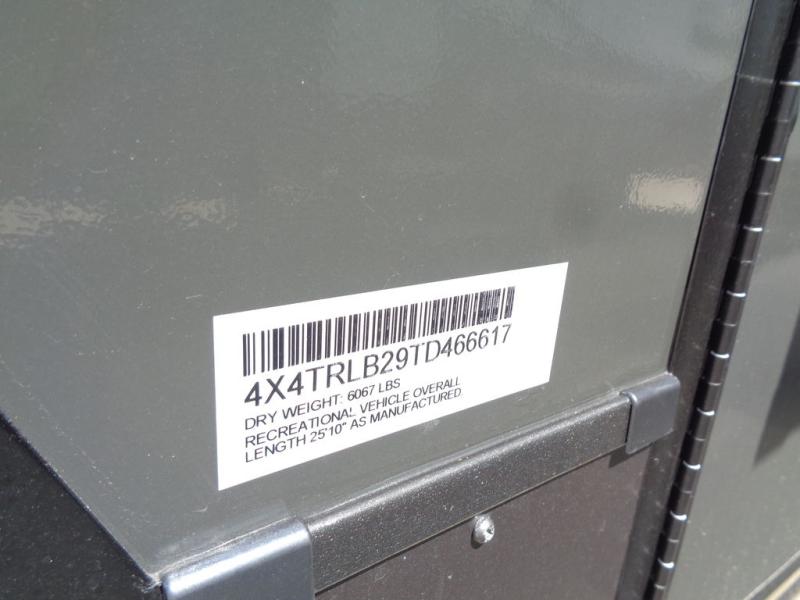 4X4TRLB29TD466617
DRY WEIGHT: 6067 LBS
RECREATIONAL VEHICLE OVERALL
LENGTH 25'10" AS MANUFACTURED